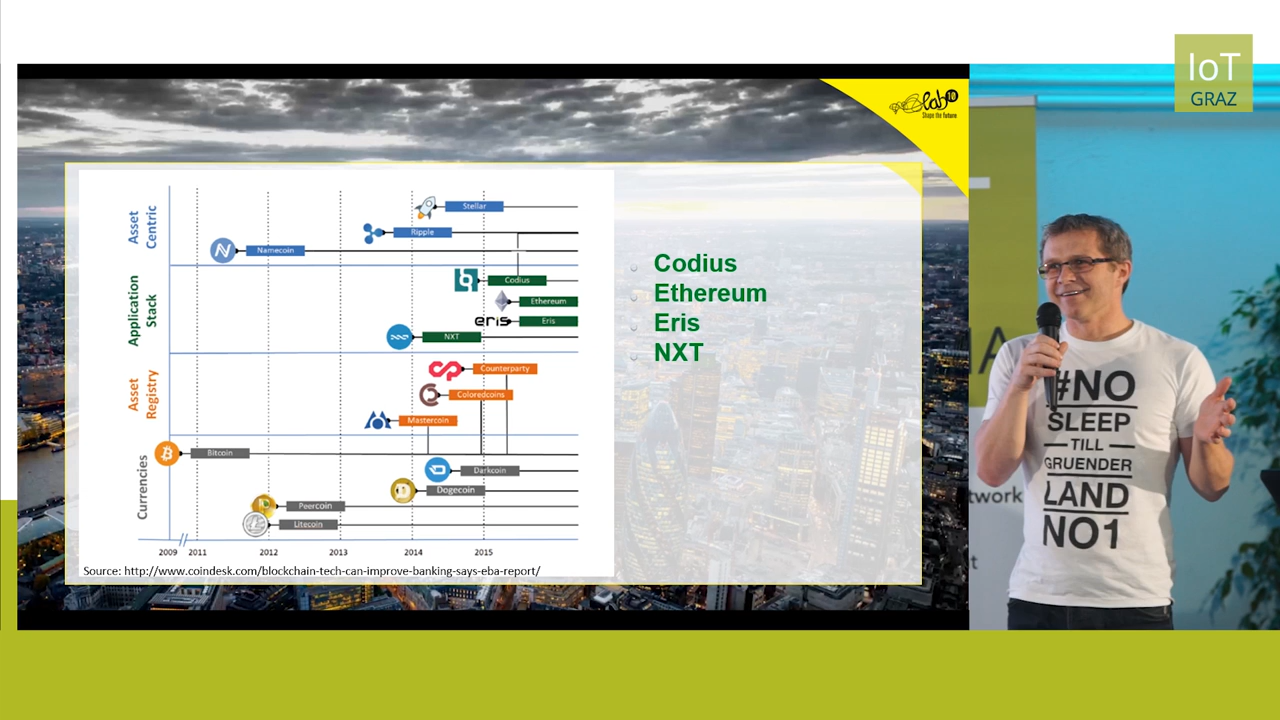 IoT
GRAZ
lab10
Shape the future
Asset
Centric
Stellar
Ripple
Namecoin
Application
Stack
Codius
Ethereum
eris
Eris
NXT
Asset
Registry
Counterparty
Coloredcoins
Mastercoin
Currencies
Bitcoin
Darkcoin
Dogecoin
Peercoin
Litecoin
2009 2011 2012 2013 2014 2015
Source: http://www.coindesk.com/blockchain-tech-can-improve-banking-says-eba-report/
Codius
Ethereum
Eris
NXT
#NO
SLEEP
TILL
GRUENDER
LAND
NO1
twork